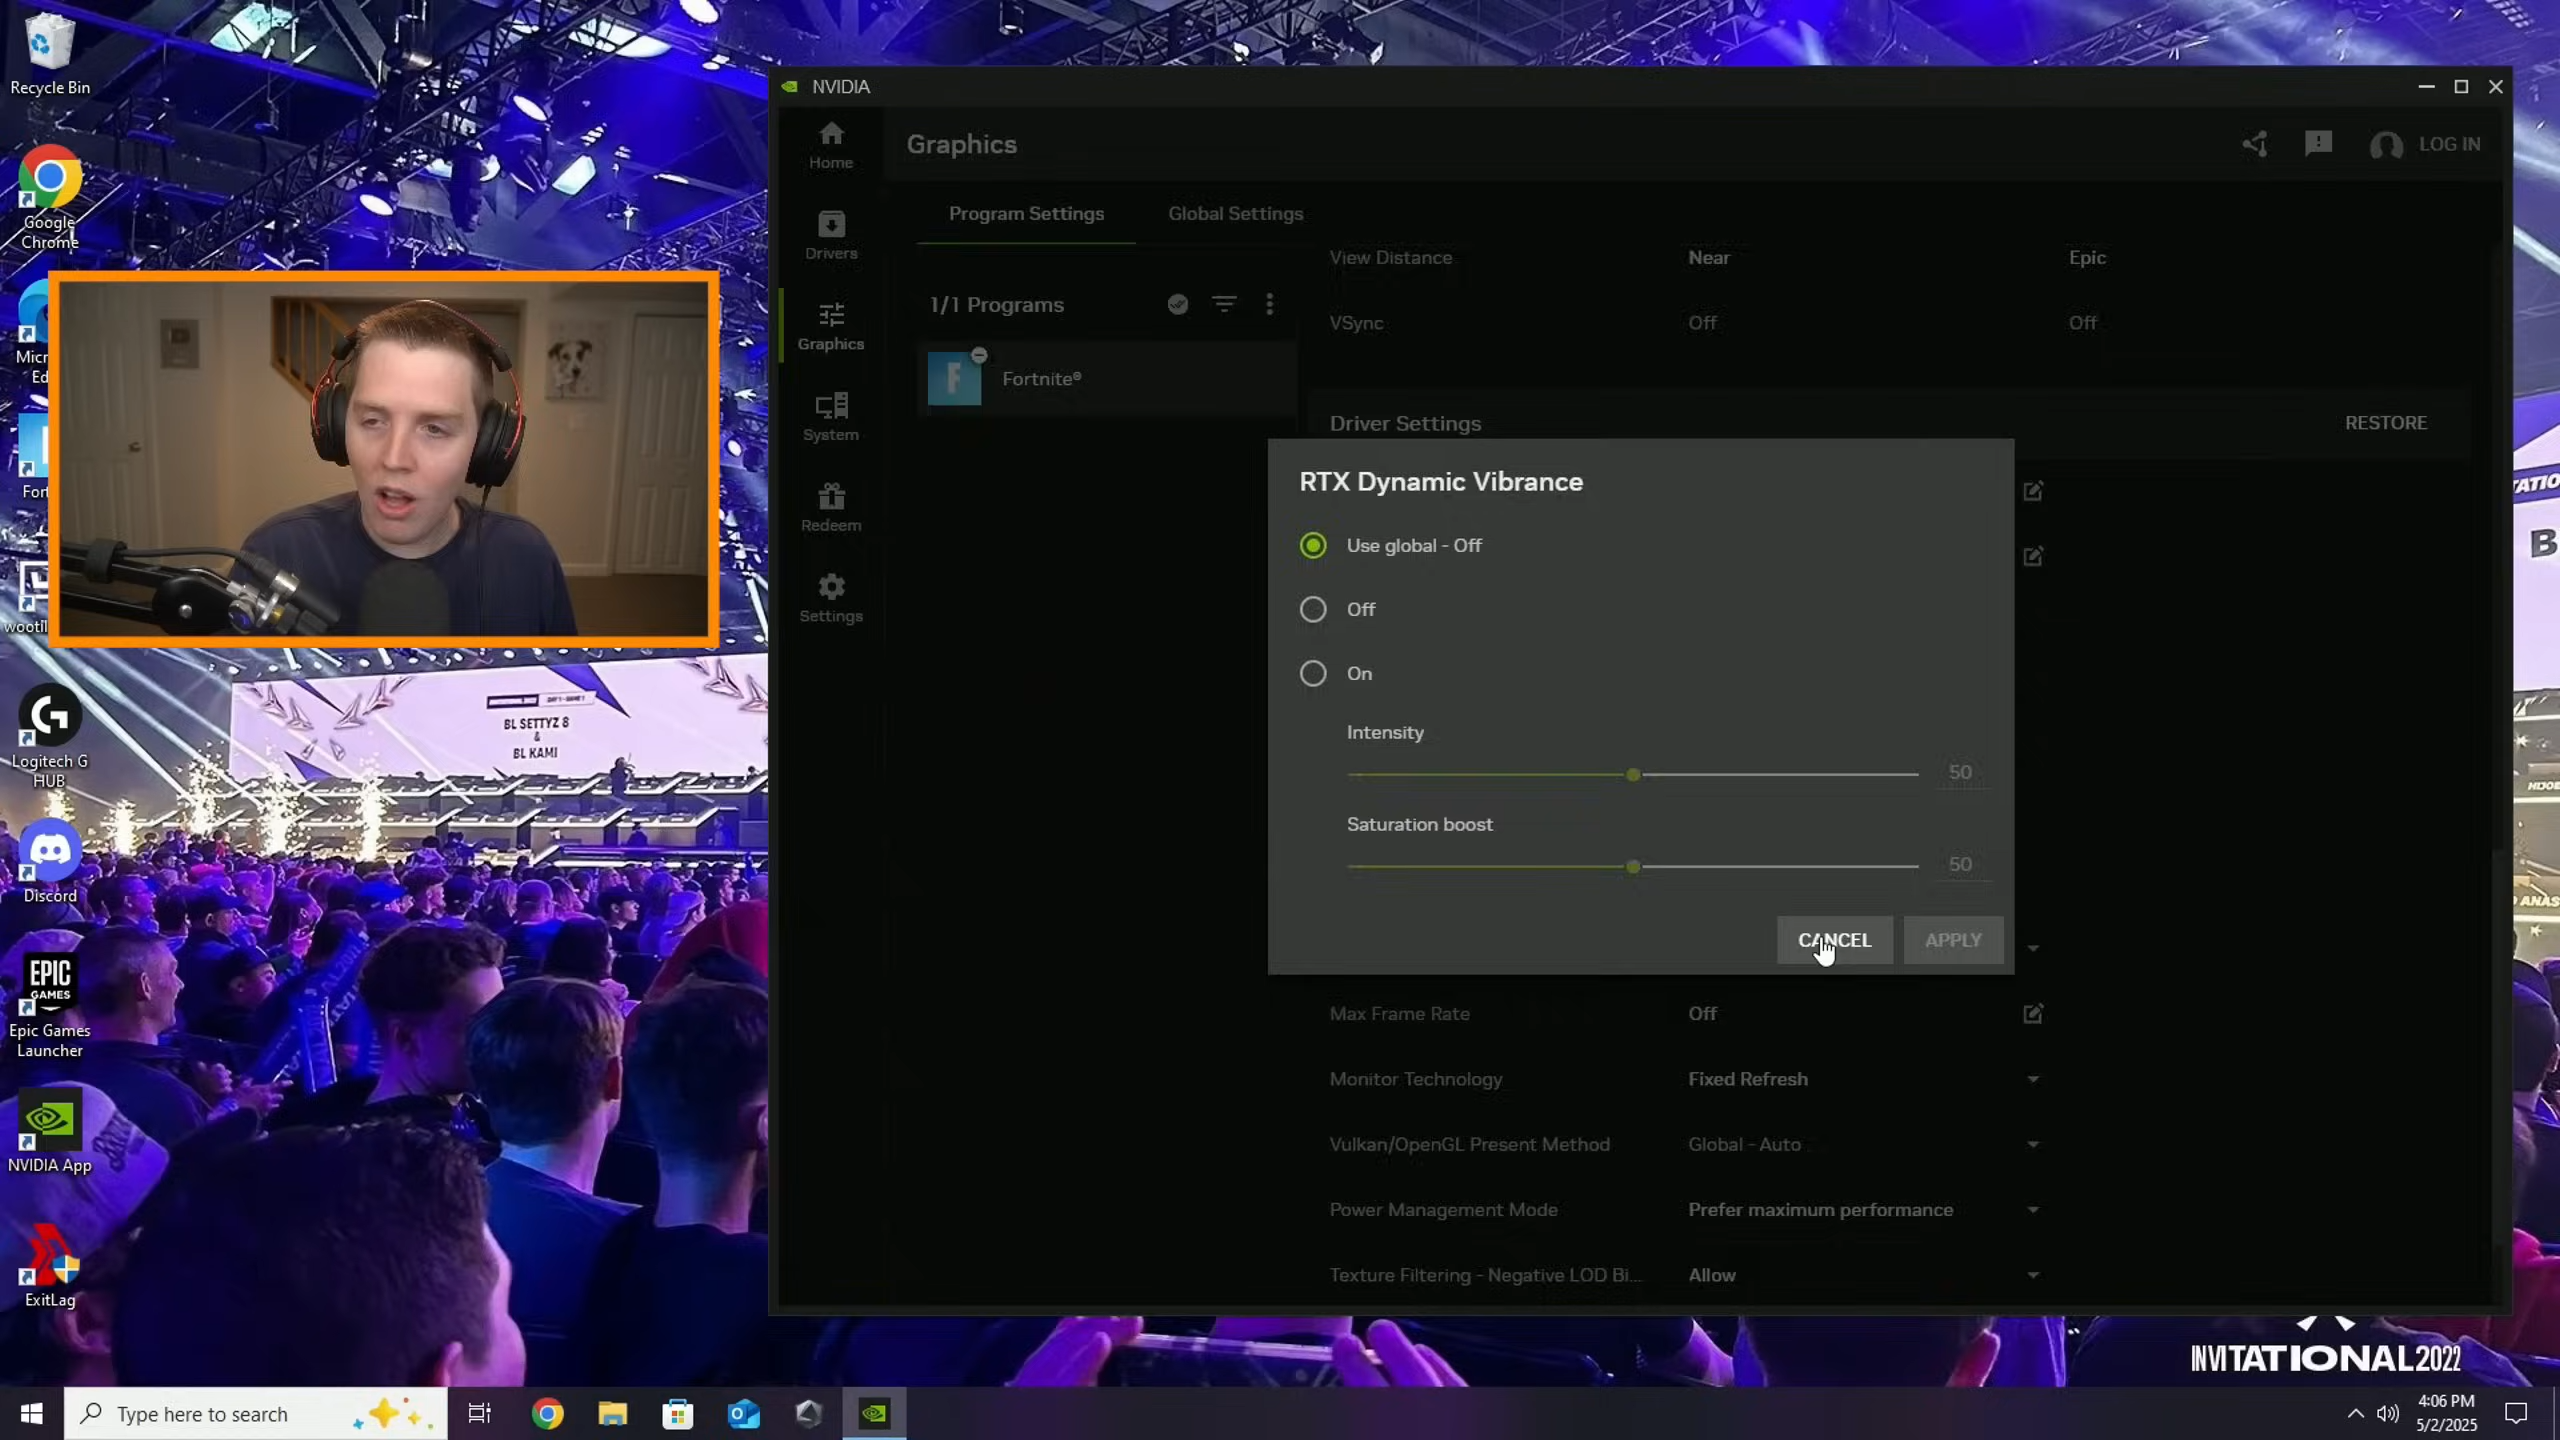 Recycle Bin
Google
Chrome
Micr
Ed
For
wooti
Logitech G
HUB
Discord
EPIC
GAMES
Epic Games
Launcher
NVIDIA App
ExitLag
BL SETTYZ 8
&
BL KAMI
NVIDIA
Home
Drivers
Graphics
System
Redeem
Settings
Graphics
LOG IN
Program Settings
Global Settings
1/1 Programs
Fortnite®
View Distance
Near
Epic
VSync
Off
Off
Driver Settings
RESTORE
RTX Dynamic Vibrance
Use global - Off
Off
On
Intensity
50
Saturation boost
50
CANCEL
APPLY
Max Frame Rate
Off
Monitor Technology
Fixed Refresh
Vulkan/OpenGL Present Method
Global - Auto
Power Management Mode
Prefer maximum performance
Texture Filtering - Negative LOD Bi...
Allow
INVITATIONAL 2022
Type here to search
4:06 PM
5/2/2025